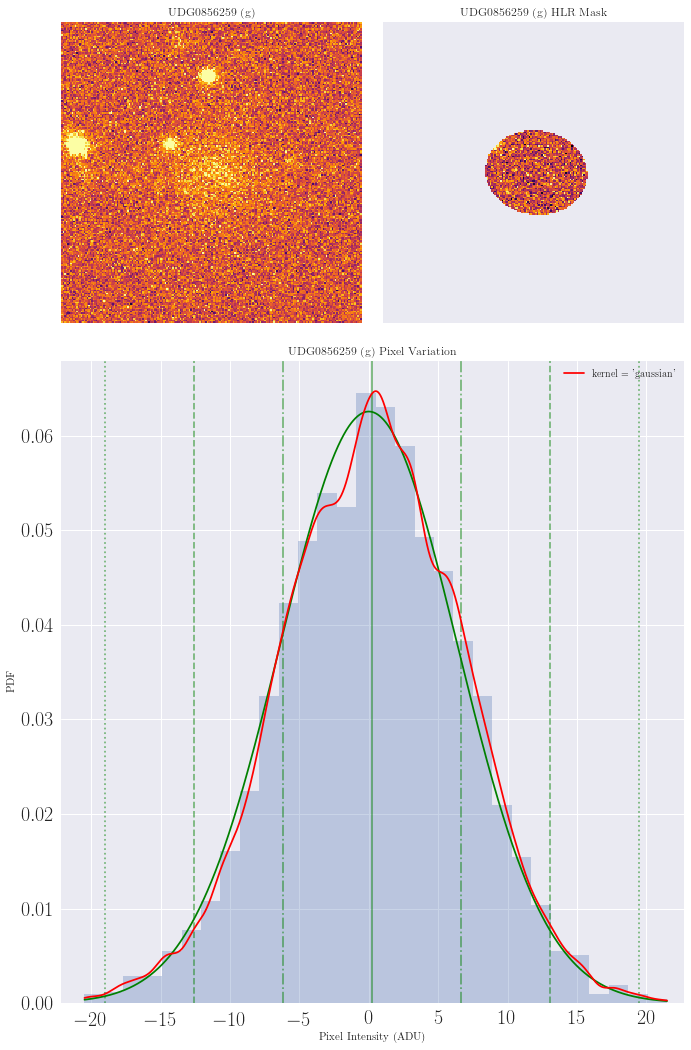 UDG0856259 (g)
UDG0856259 (g) HLR Mask
UDG0856259 (g) Pixel Variation
kernel = 'gaussian'
0.06
0.05
0.04
0.03
0.02
0.01
0.00
PDF
−20 −15 −10 −5 0 5 10 15 20
Pixel Intensity (ADU)